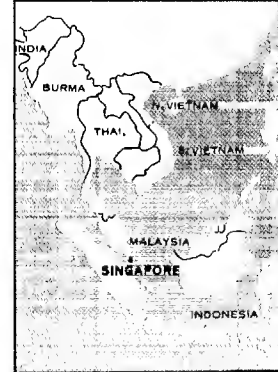 INDIA
BURMA
N. VIETNAM
THAI.
S. VIETNAM
MALAYSIA
SINGAPORE
INDONESIA